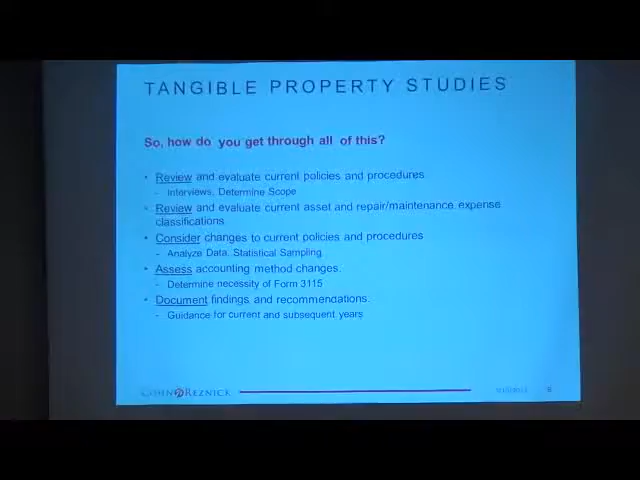 TANGIBLE PROPERTY STUDIES
So, how do you get through all of this?
• Review and evaluate current policies and procedures
- Interviews, Determine Scope
• Review and evaluate current asset and repair/maintenance expense
classifications.
• Consider changes to current policies and procedures
- Analyze Data, Statistical Sampling
• Assess accounting method changes.
- Determine necessity of Form 3115
• Document findings and recommendations.
- Guidance for current and subsequent years
COHN REZNICK